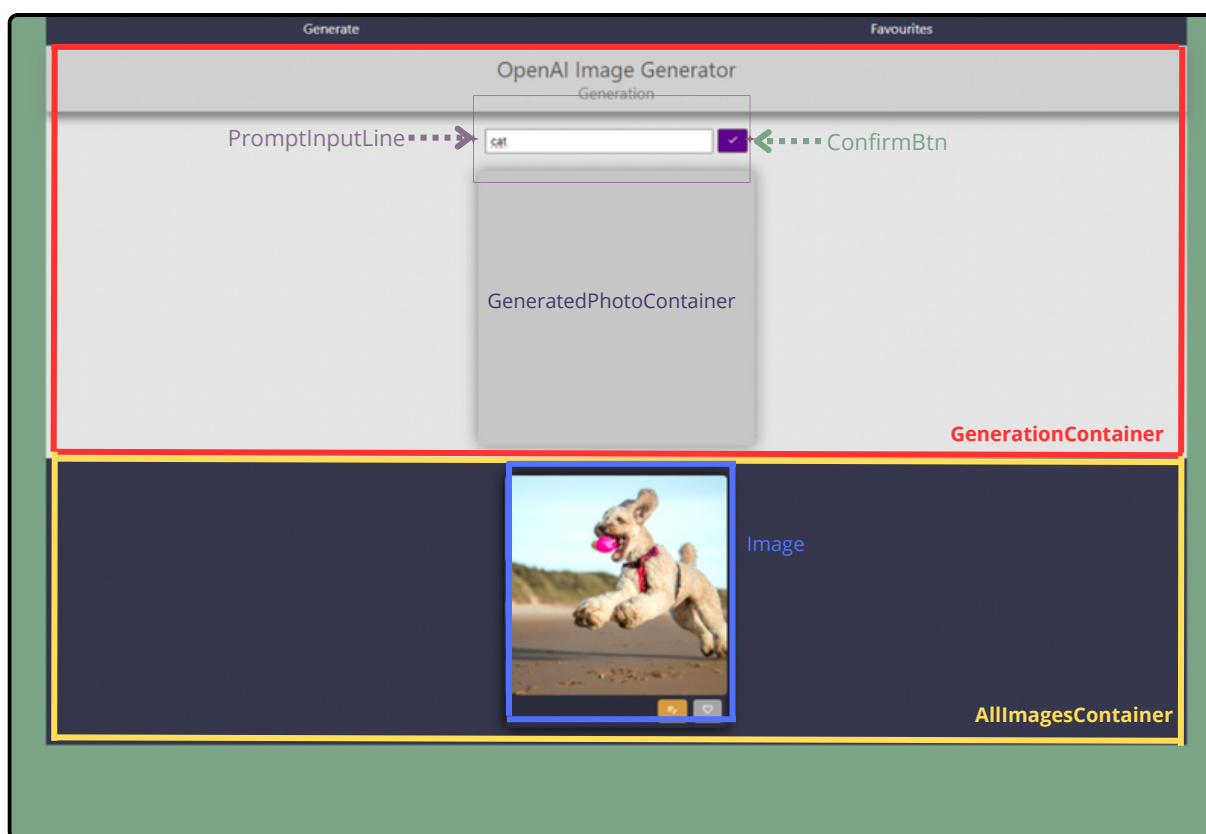 Generate Favourites
OpenAI Image Generator
Generation
PromptInputLine
cat
ConfirmBtn
GeneratedPhotoContainer
GenerationContainer
Image
AllImagesContainer